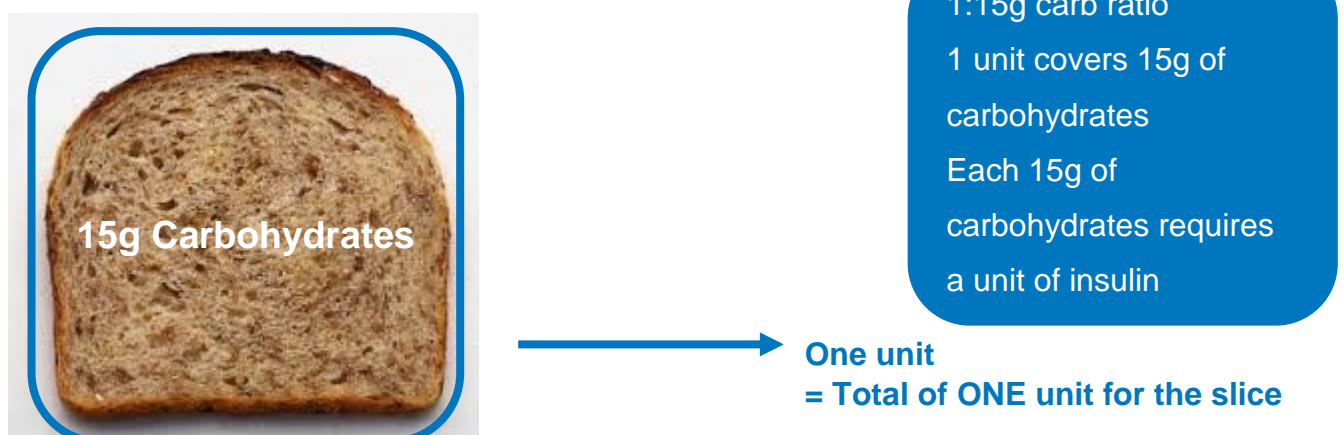 1:15g carb ratio
1 unit covers 15g of
carbohydrates
Each 15g of
carbohydrates requires
a unit of insulin
15g Carbohydrates
One unit
= Total of ONE unit for the slice